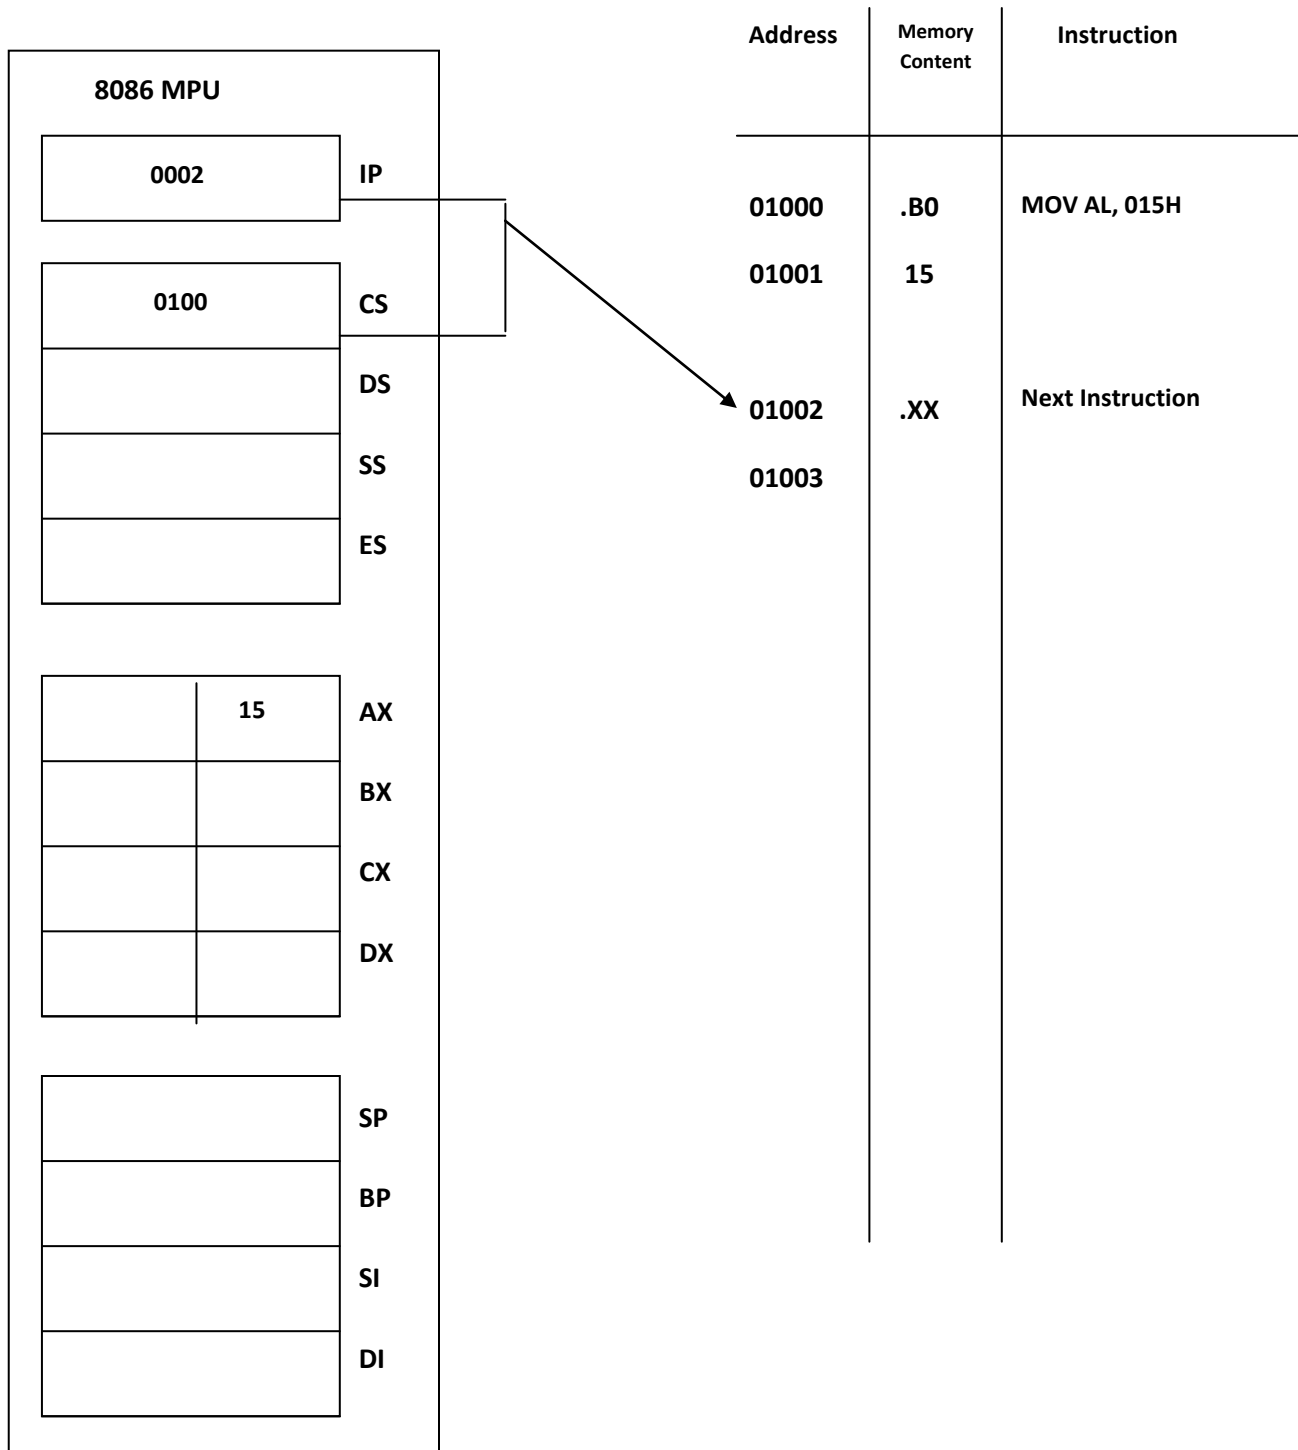 8086 MPU
0002 IP
0100 CS
DS
SS
ES
15 AX
BX
CX
DX
SP
BP
SI
DI
Address Memory Content Instruction
01000 .B0 MOV AL, 015H
01001 15
01002 .XX Next Instruction
01003